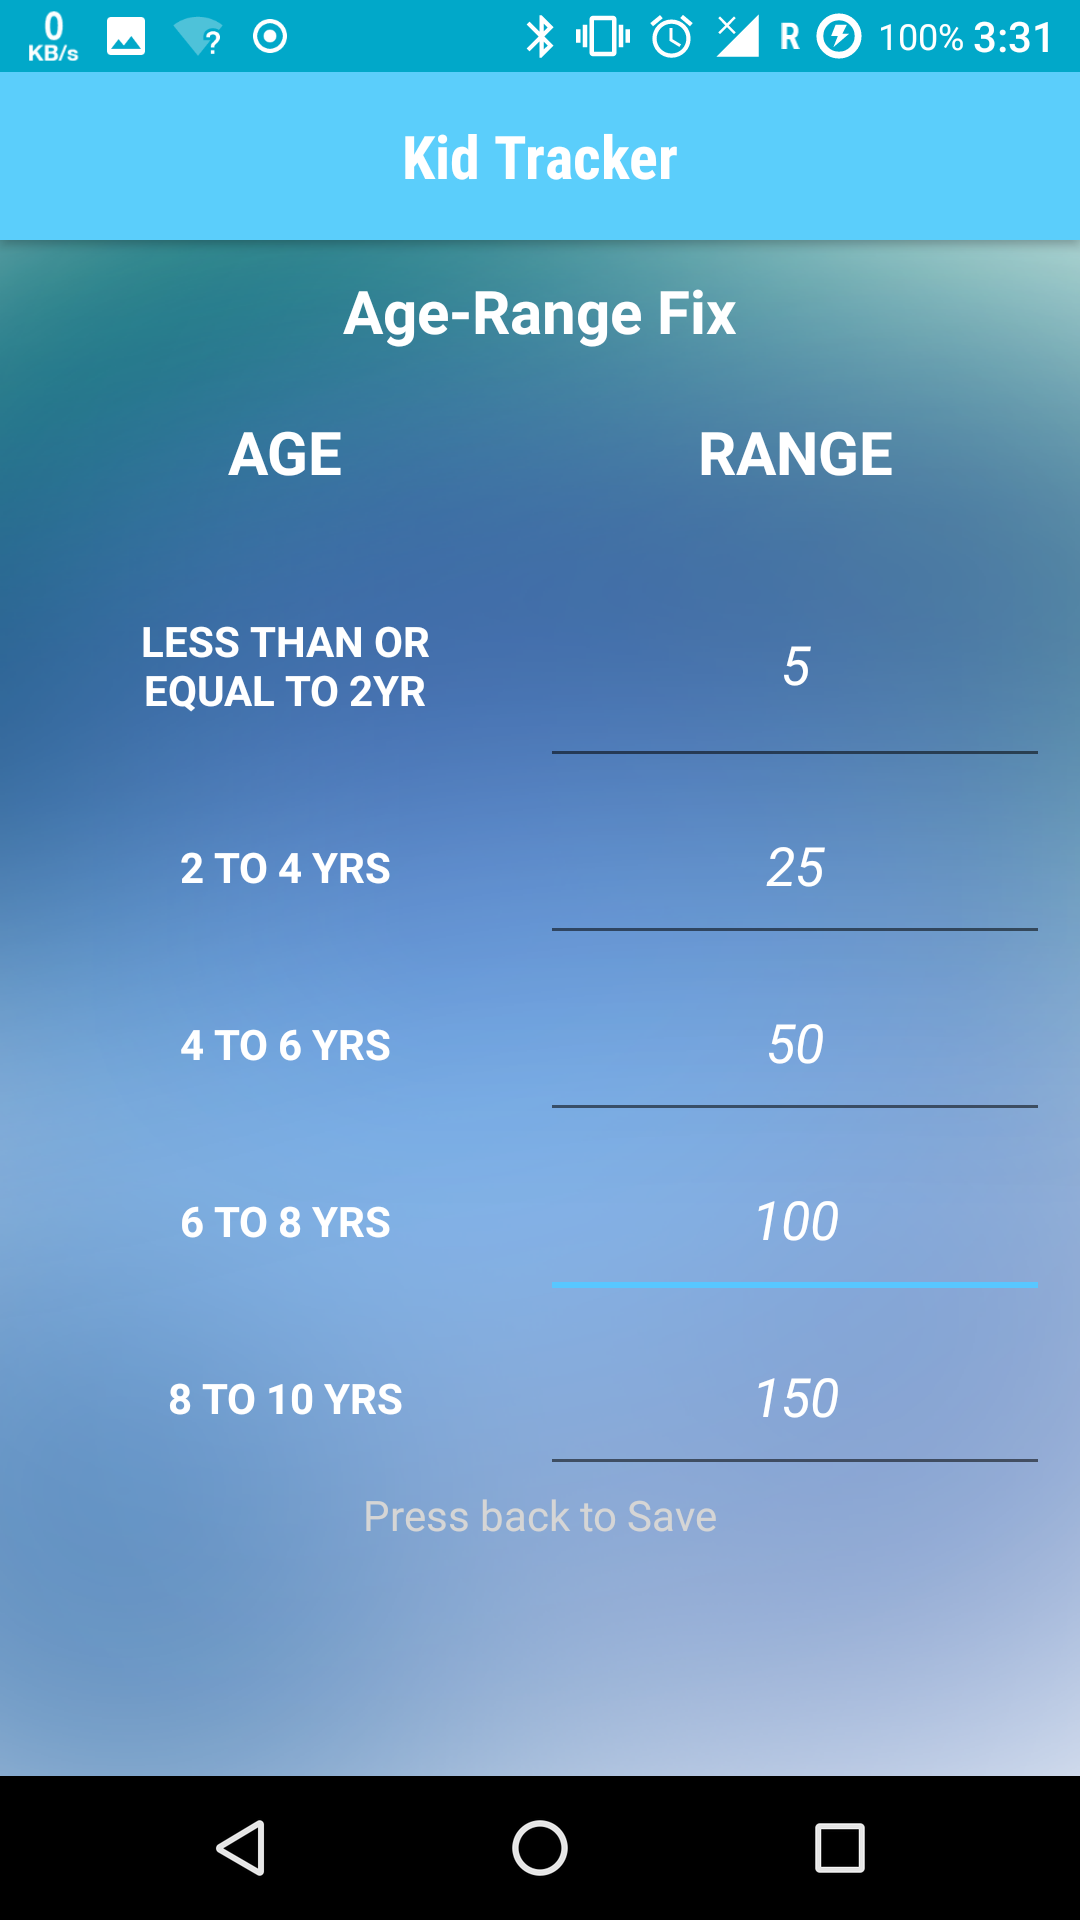 0
KB/s
?
R
100% 3:31
Kid Tracker
Age-Range Fix
AGE RANGE
LESS THAN OR
EQUAL TO 2YR
5
2 TO 4 YRS 25
4 TO 6 YRS 50
6 TO 8 YRS 100
8 TO 10 YRS 150
Press back to Save